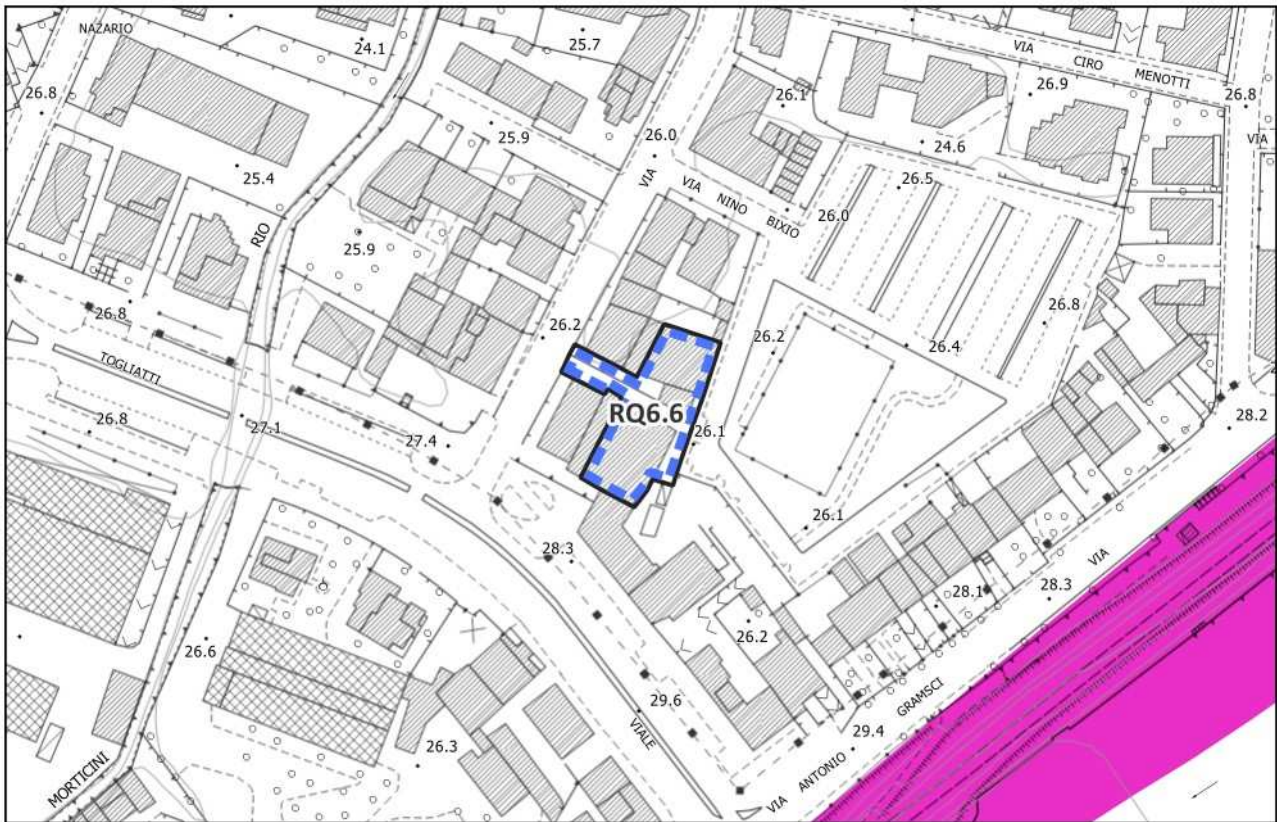 NAZARIO
24.1
25.7
VIA
CIRO
MENOTTI
26.8
26.1
26.9
26.8
25.9
26.0
VIA
25.4
24.6
VIA
VIA
NINO
BIXIO
26.5
26.0
RIO
25.9
26.8
26.2
26.2
26.8
26.4
TOGLIATTI
26.8
27.1
27.4
RQ6.6
26.1
28.2
26.1
28.3
VIA
28.1
28.3
26.2
26.6
29.6
GRAMSCI
VIALE
29.4
26.3
ANTONIO
VIA
MORTICINI